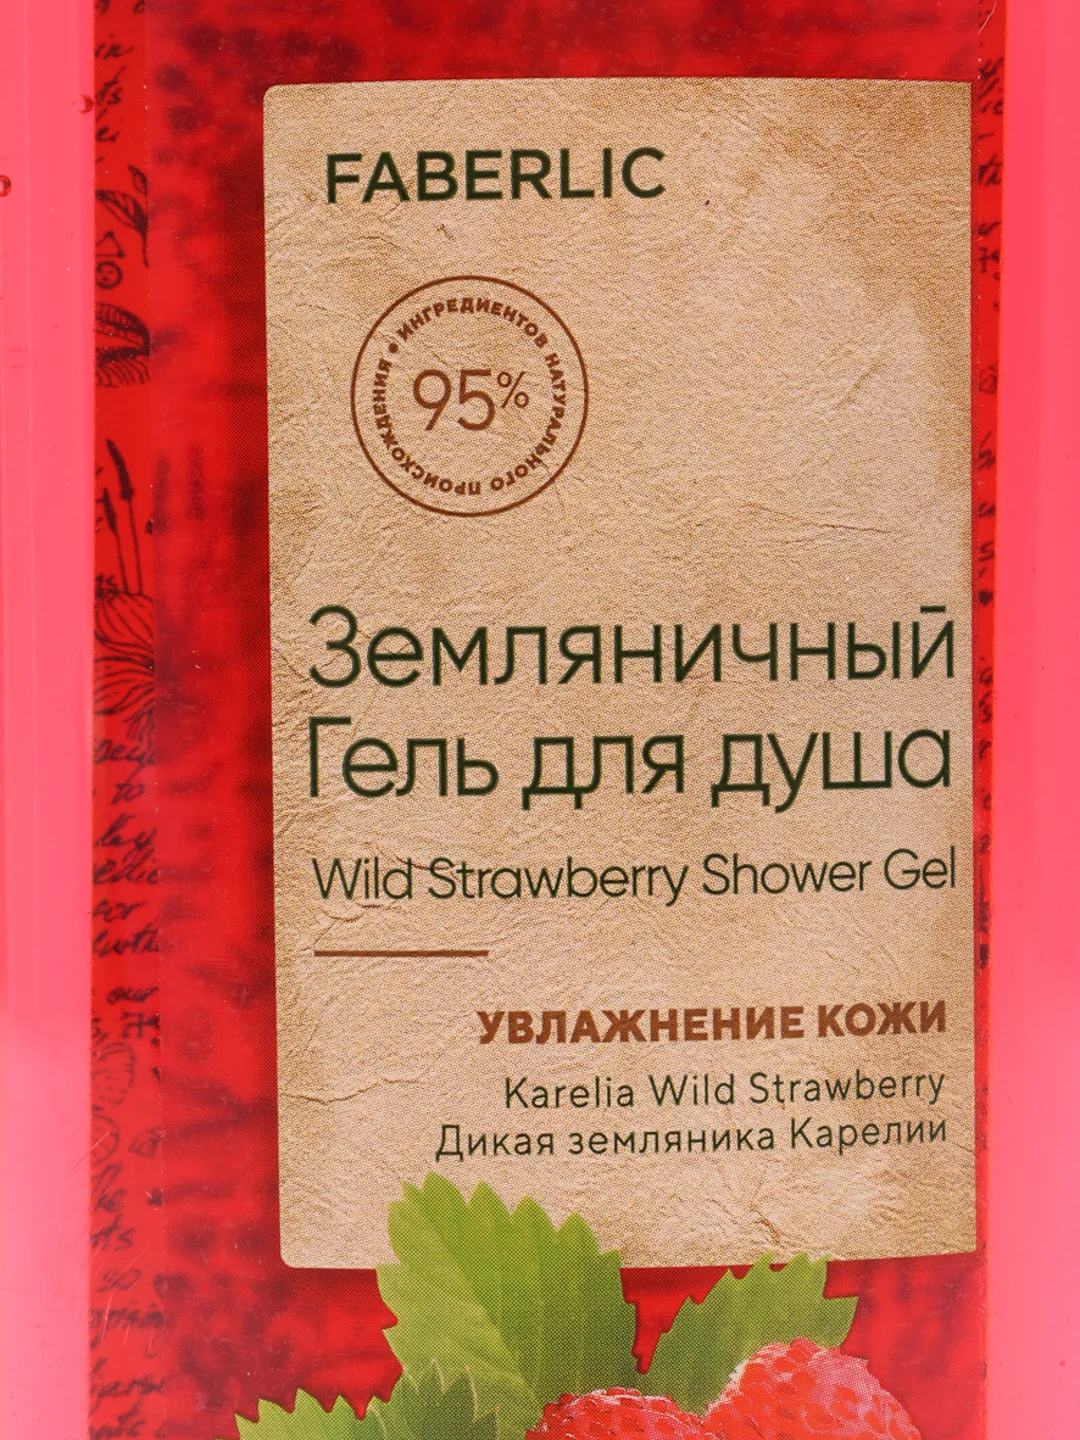 FABERLIC
95%
ИНГРЕДИЕНТОВ НАТУРАЛЬНОГО ПРОИСХОЖДЕНИЯ •
Земляничный
Гель для душа
Wild Strawberry Shower Gel
УВЛАЖНЕНИЕ КОЖИ
Karelia Wild Strawberry
Дикая земляника Карелии